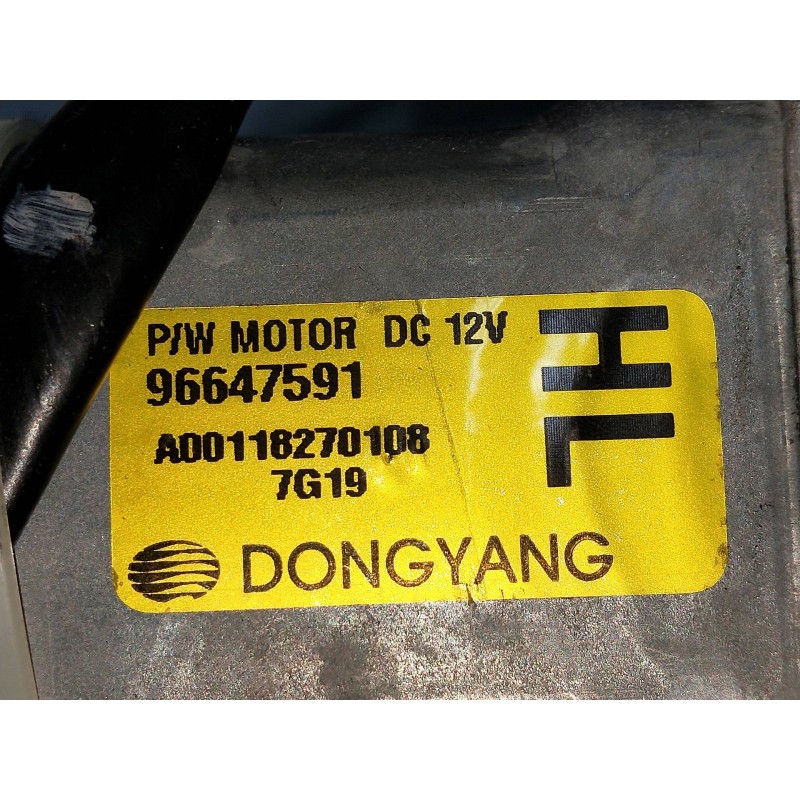 P/W MOTOR DC 12V
96647591
A00118270108
7G19
HL
DONGYANG